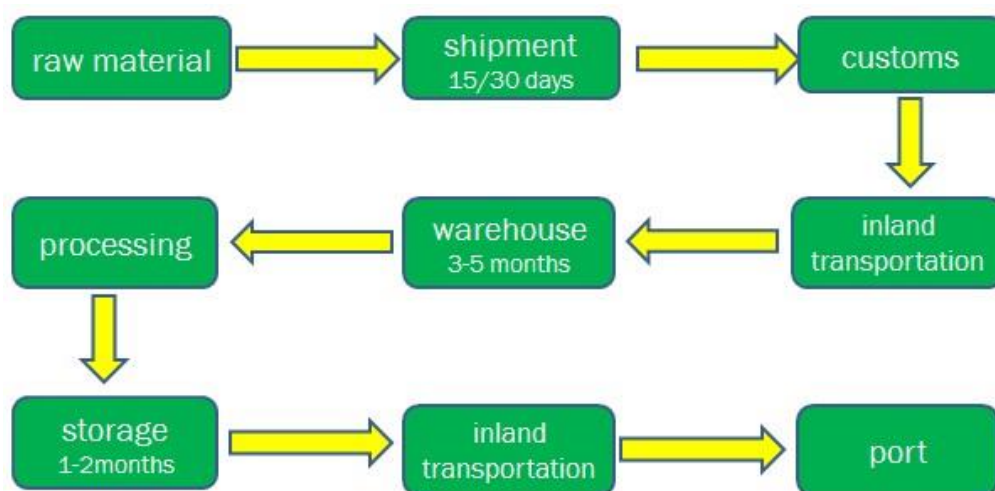 raw material
shipment
15/30 days
customs
inland
transportation
warehouse
3-5 months
processing
storage
1-2months
inland
transportation
port